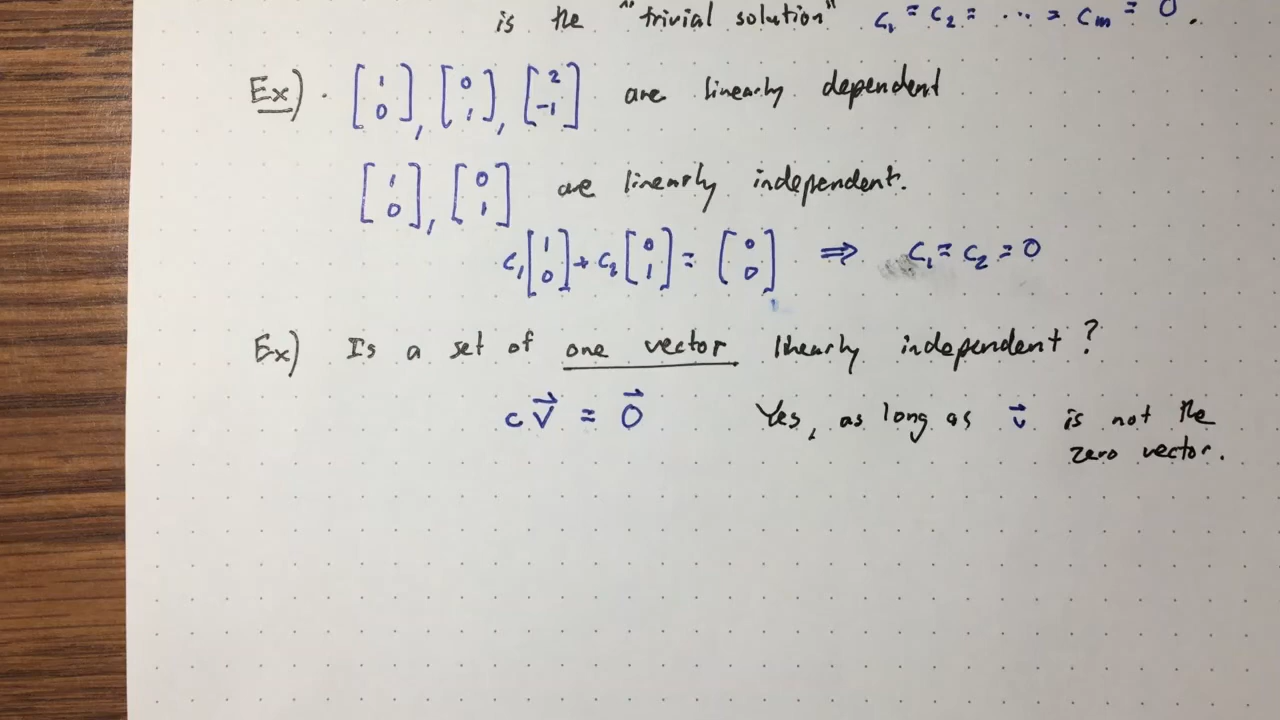 is the "trivial solution" c₁ = c₂ = ... = cₘ = 0.
Ex) · [1 0], [0 1], [2 -1] are linearly dependent
[1 0], [0 1] are linearly independent.
c₁[1 0] + c₂[0 1] = [0 0] ⇒ c₁ = c₂ = 0
Ex) Is a set of one vector linearly independent?
c v⃗ = 0⃗ Yes, as long as v⃗ is not the
zero vector.